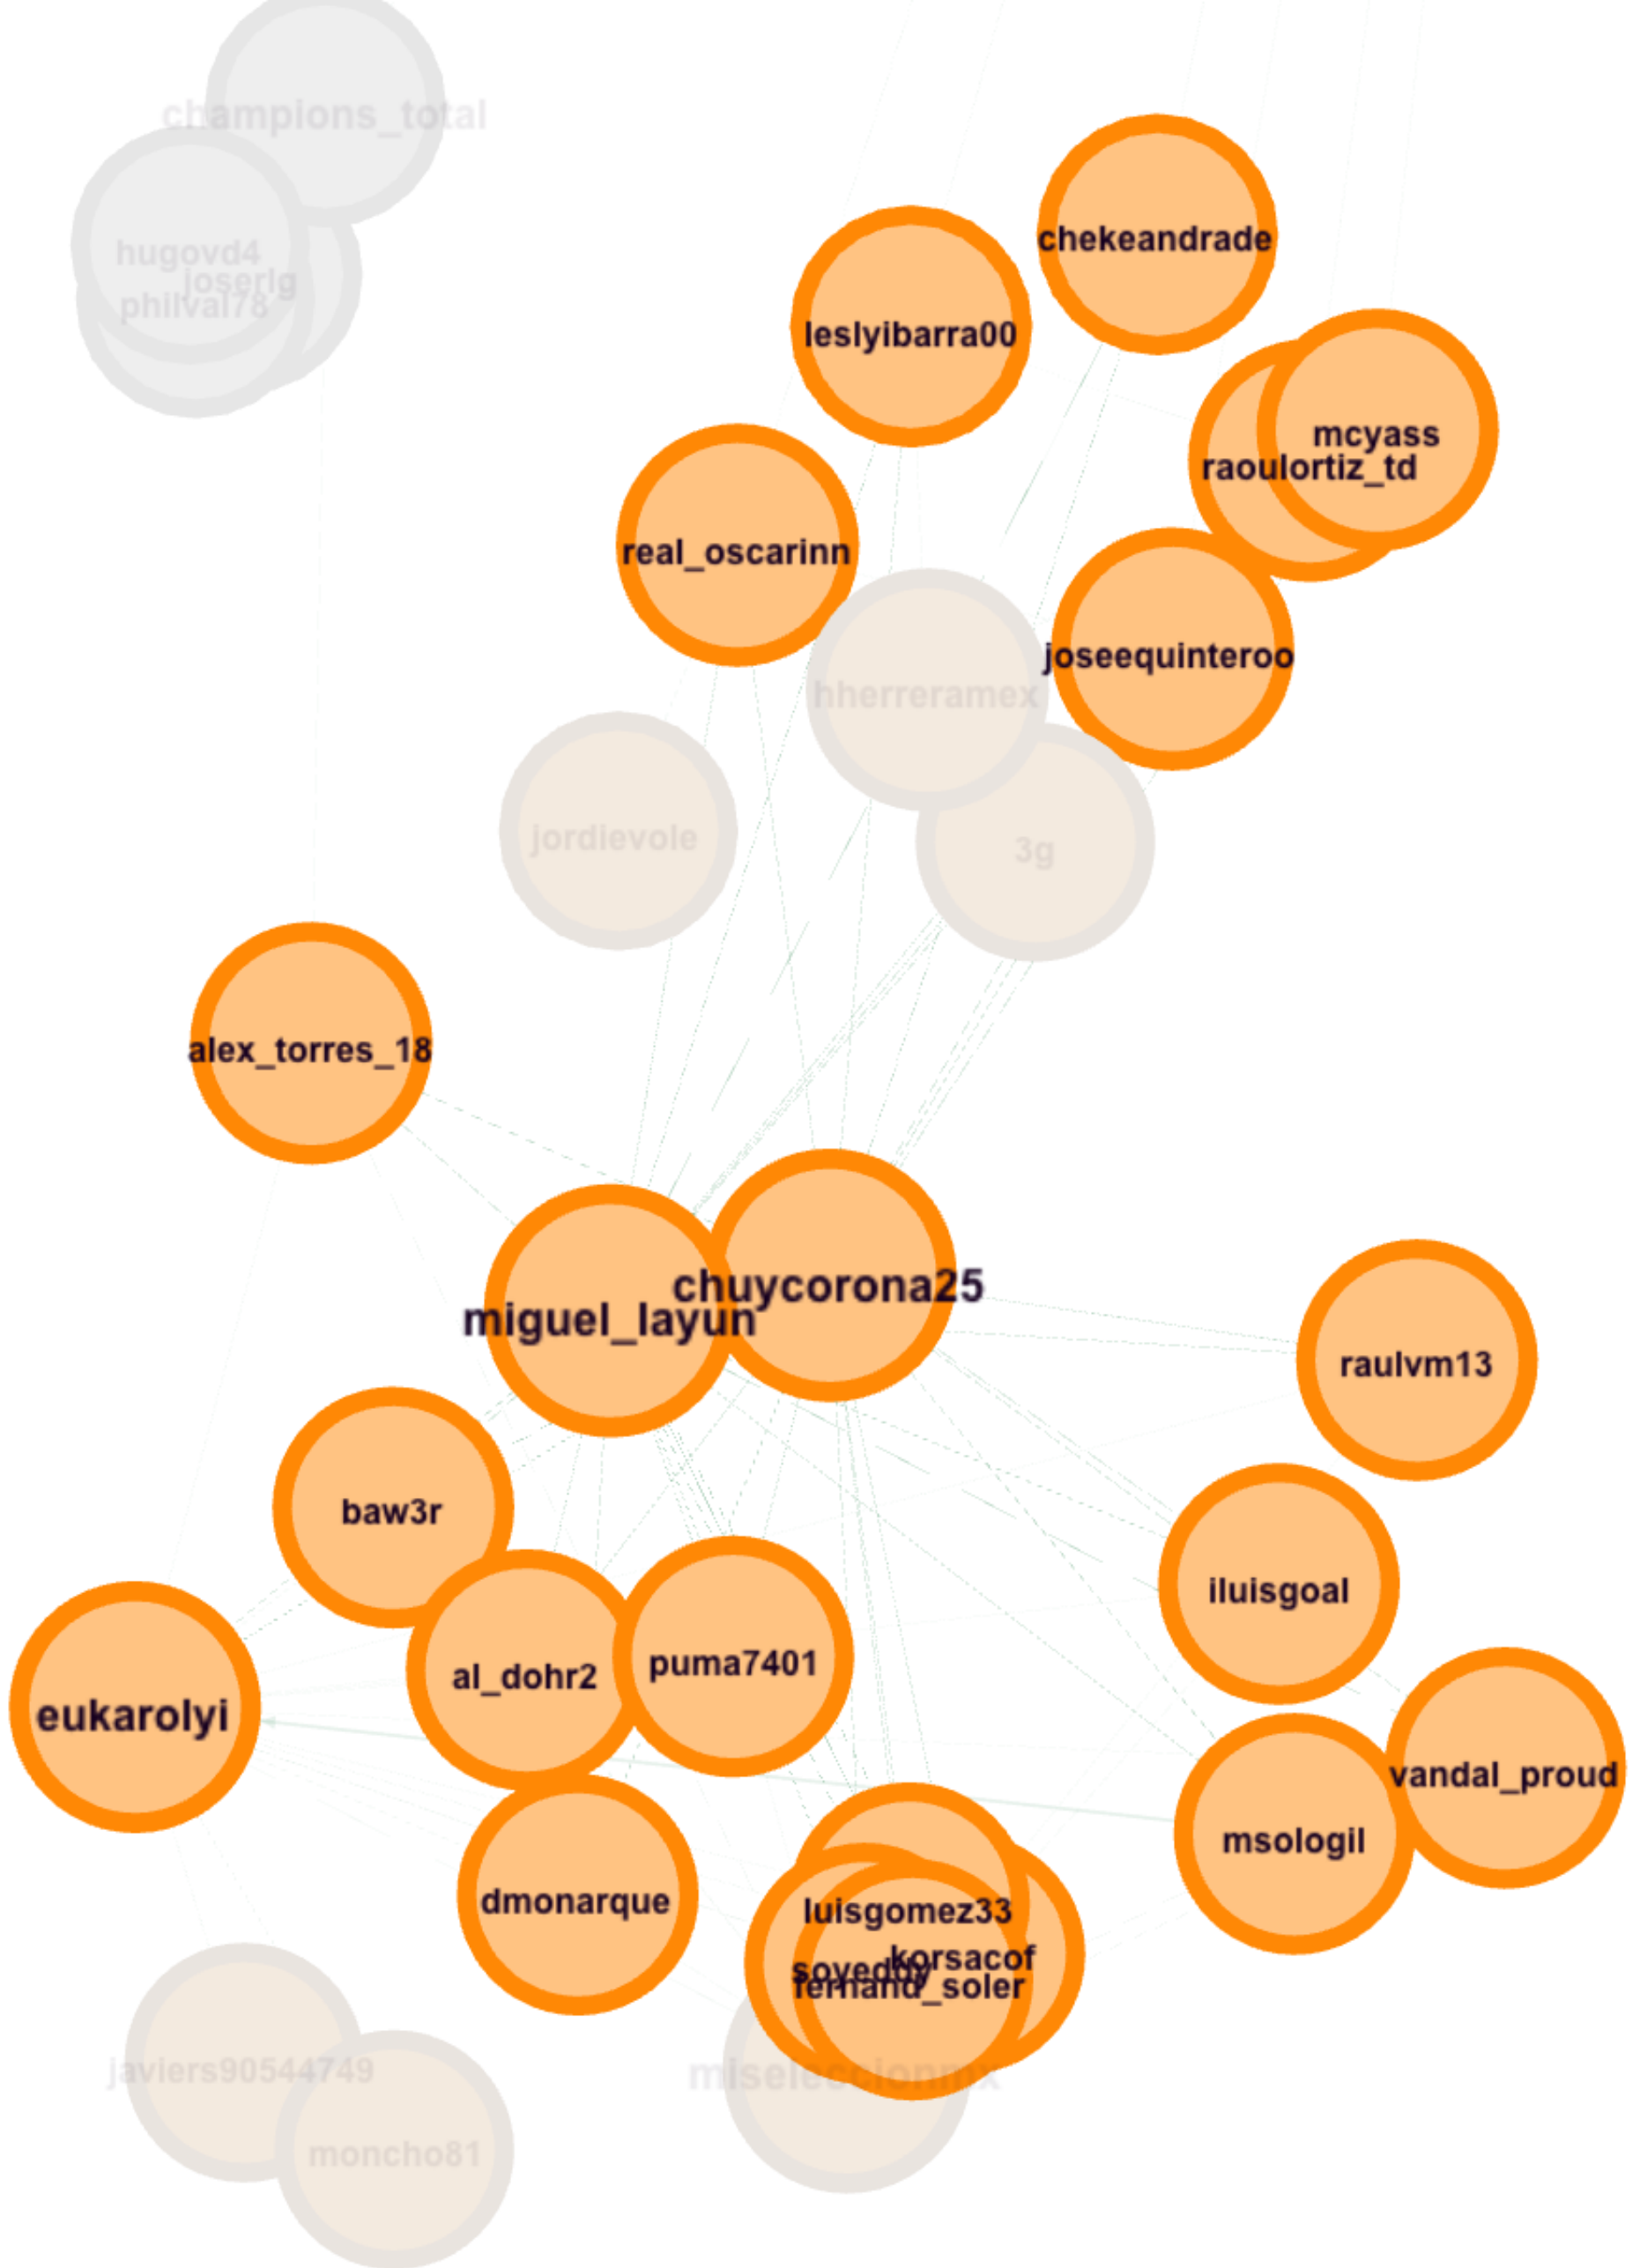 champions_total
chekeandrade
hugovd4
joserlg
philval78
leslyibarra00
mcyass
raoulortiz_td
real_oscarinn
joseequinteroo
hherreramex
jordievole
3g
alex_torres_18
chuycorona25
miguel_layun
raulvm13
baw3r
iluisgoal
puma7401
al_dohr2
eukarolyi
vandal_proud
msologil
dmonarque
luisgomez33
korsacof
soyeddy
fernand_soler
javiers90544749
miseleccionmx
moncho81